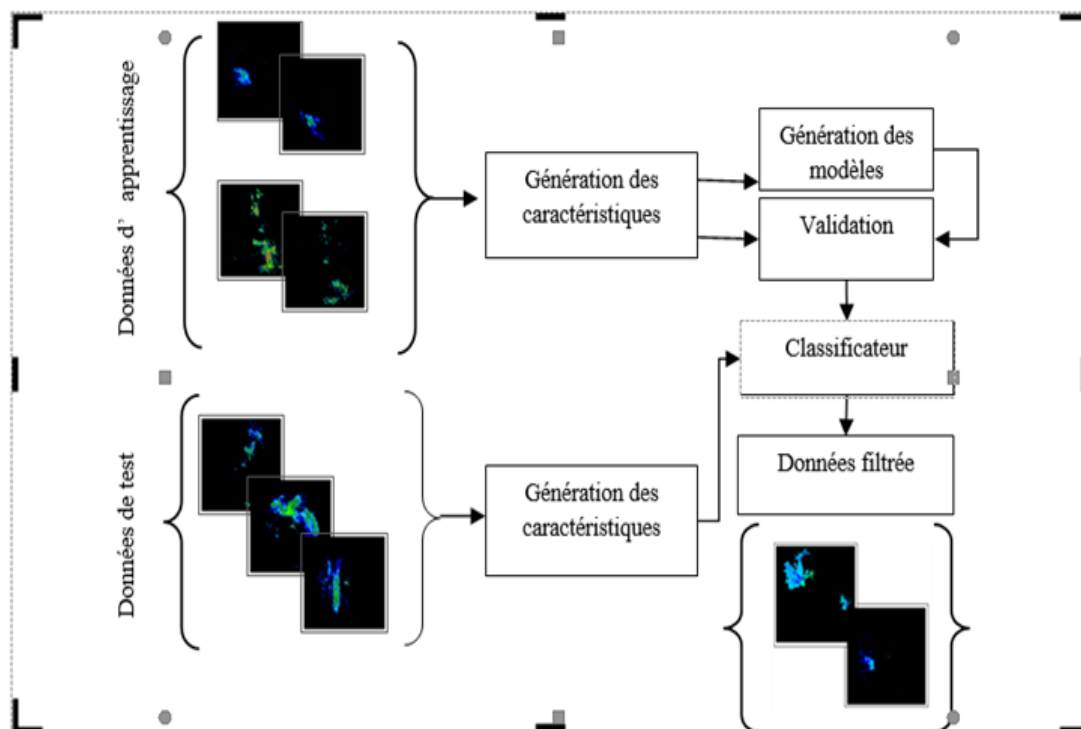 Données d’ apprentissage
Génération des
caractéristiques
Génération des
modèles
Validation
Classificateur
Données filtrée
Données de test
Génération des
caractéristiques